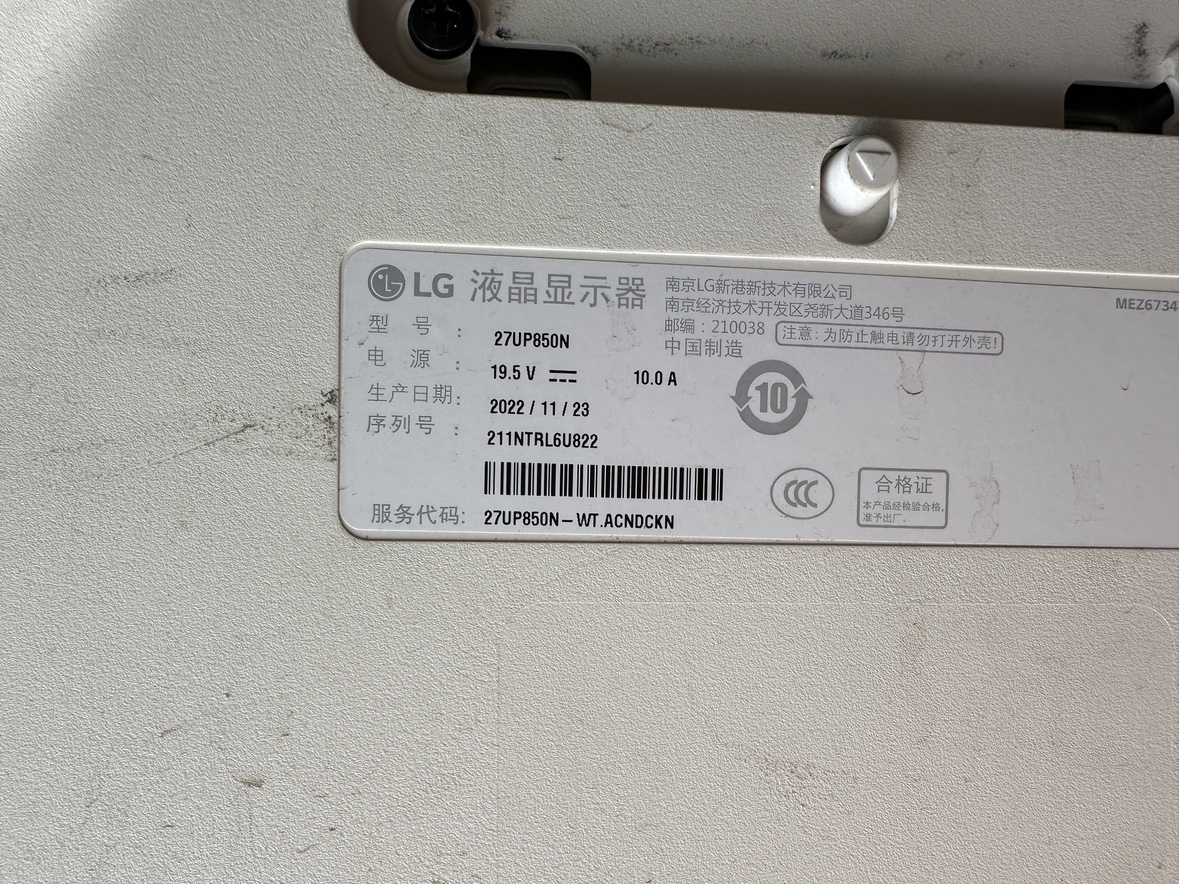 LG 液晶显示器
南京LG新港新技术有限公司
南京经济技术开发区尧新大道346号
邮编：210038 注意: 为防止触电请勿打开外壳!
中国制造
MEZ6734
型 号 : 27UP850N
电 源 : 19.5 V 10.0 A
生产日期: 2022 / 11 / 23
序列号 : 211NTRL6U822
10
服务代码: 27UP850N-WT.ACNDCKN
CCC
合格证
本产品经检验合格,
准予出厂。